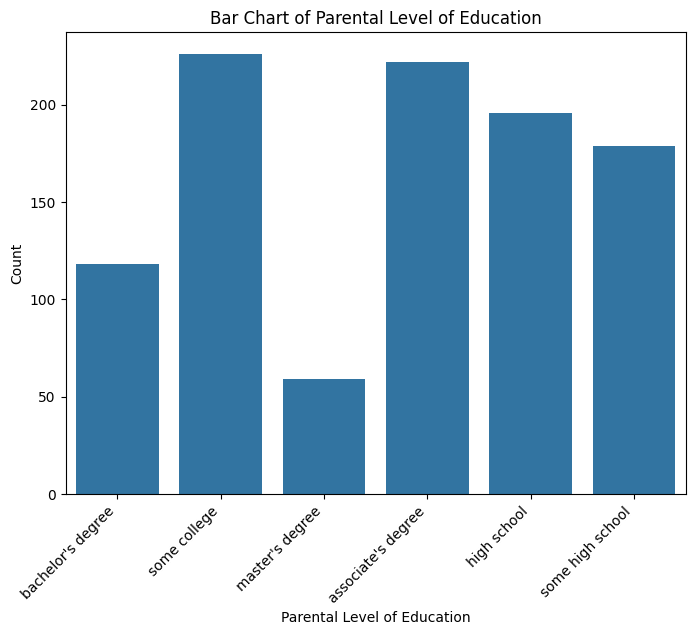 Bar Chart of Parental Level of Education
Count
200
150
100
50
0
bachelor's degree
some college
master's degree
associate's degree
high school
some high school
Parental Level of Education